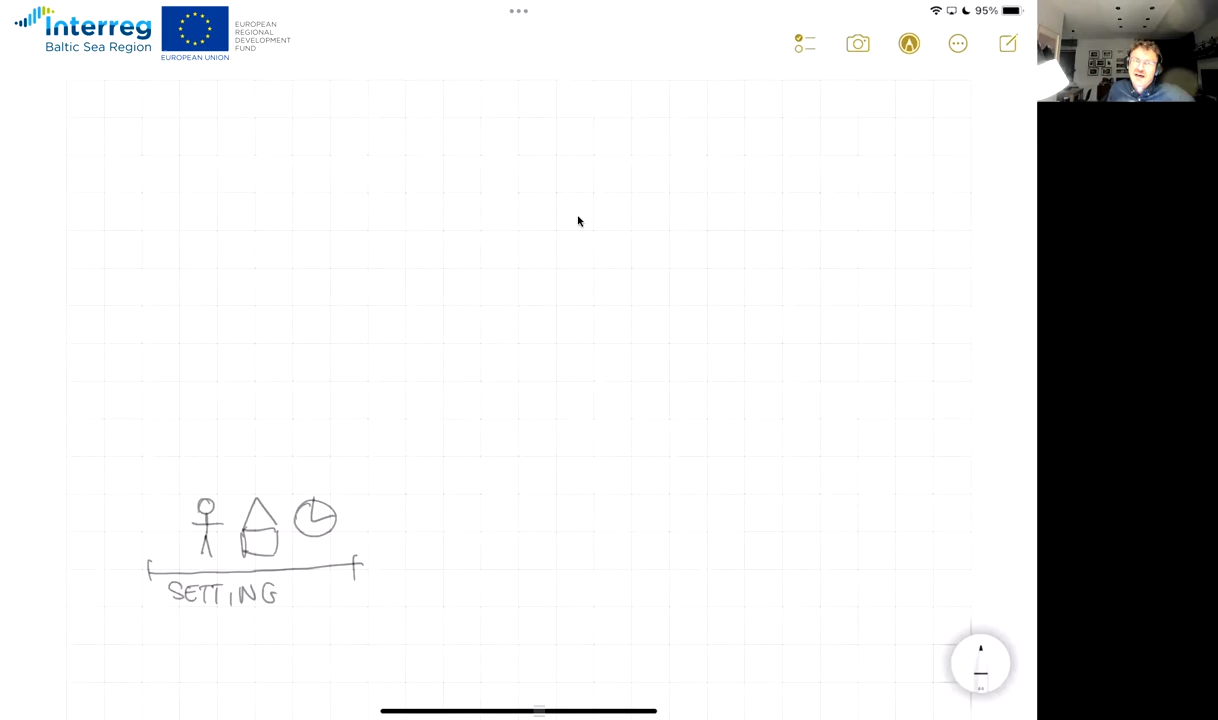 Interreg
Baltic Sea Region
EUROPEAN UNION
EUROPEAN
REGIONAL
DEVELOPMENT
FUND
95%
SETTING